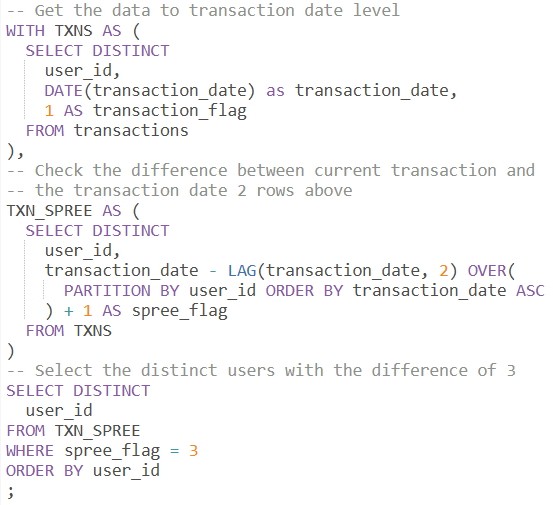 -- Get the data to transaction date level
WITH TXNS AS (
  SELECT DISTINCT
    user_id,
    DATE(transaction_date) as transaction_date,
    1 AS transaction_flag
  FROM transactions
),
-- Check the difference between current transaction and
-- the transaction date 2 rows above
TXN_SPREE AS (
  SELECT DISTINCT
    user_id,
    transaction_date - LAG(transaction_date, 2) OVER(
      PARTITION BY user_id ORDER BY transaction_date ASC
    ) + 1 AS spree_flag
  FROM TXNS
)
-- Select the distinct users with the difference of 3
SELECT DISTINCT
  user_id
FROM TXN_SPREE
WHERE spree_flag = 3
ORDER BY user_id
;